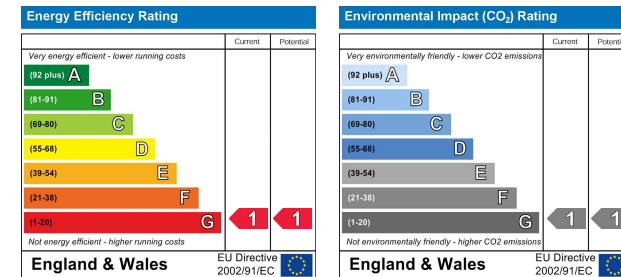 Energy Efficiency Rating
Current Potential
Very energy efficient - lower running costs
(92 plus) A
(81-91) B
(69-80) C
(55-68) D
(39-54) E
(21-38) F
(1-20) G 1 1
Not energy efficient - higher running costs
England & Wales
EU Directive
2002/91/EC
Environmental Impact (CO₂) Rating
Current Potenti
Very environmentally friendly - lower CO2 emissions
(92 plus) A
(81-91) B
(69-80) C
(55-68) D
(39-54) E
(21-38) F
(1-20) G 1 1
Not environmentally friendly - higher CO2 emissions
England & Wales
EU Directive
2002/91/EC